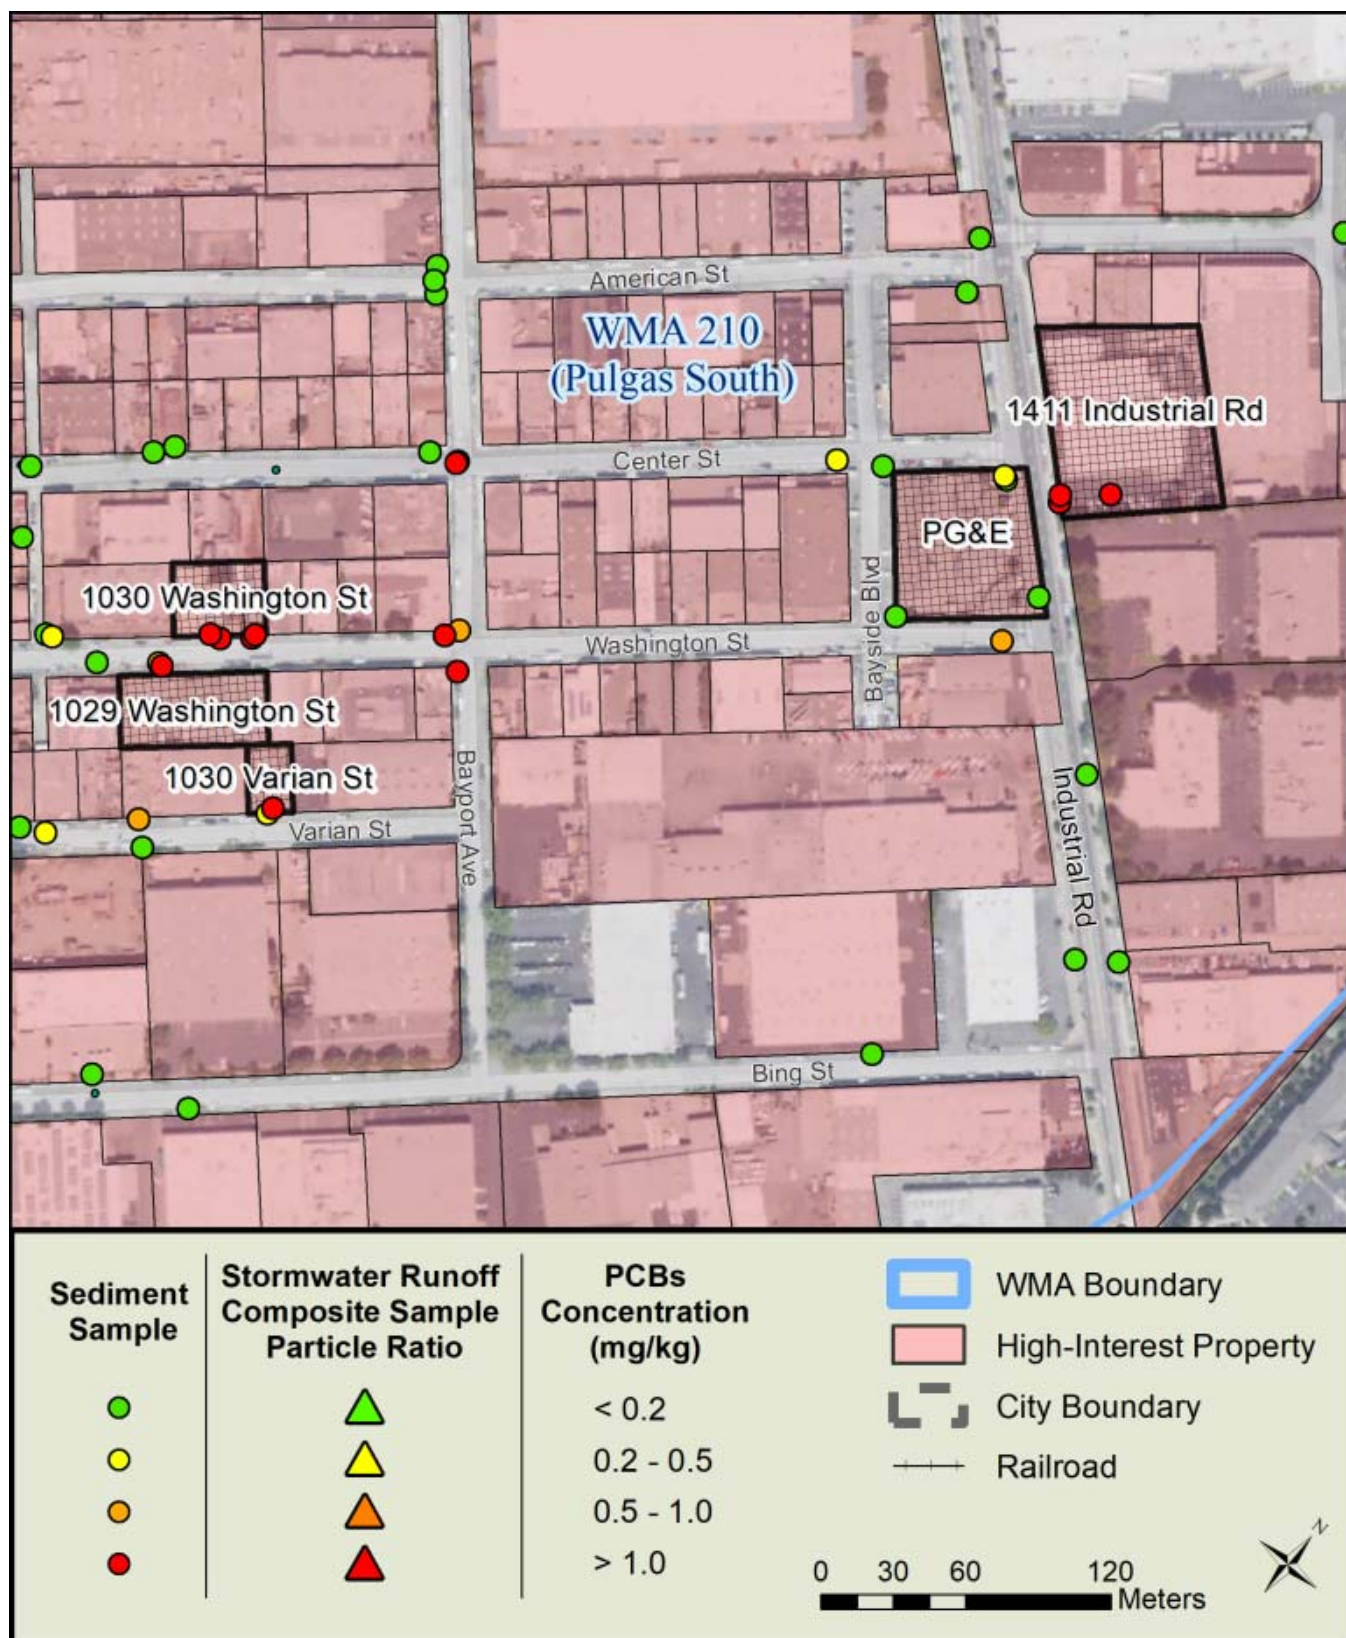 American St
WMA 210
(Pulgas South)
1411 Industrial Rd
Center St
PG&E
1030 Washington St
Washington St
Bayside Blvd
1029 Washington St
1030 Varian St
Varian St
Bayport Ave
Industrial Rd
Bing St
Sediment
Sample
Stormwater Runoff
Composite Sample
Particle Ratio
PCBs
Concentration
(mg/kg)
< 0.2
0.2 - 0.5
0.5 - 1.0
> 1.0
WMA Boundary
High-Interest Property
City Boundary
Railroad
N
0 30 60 120
Meters